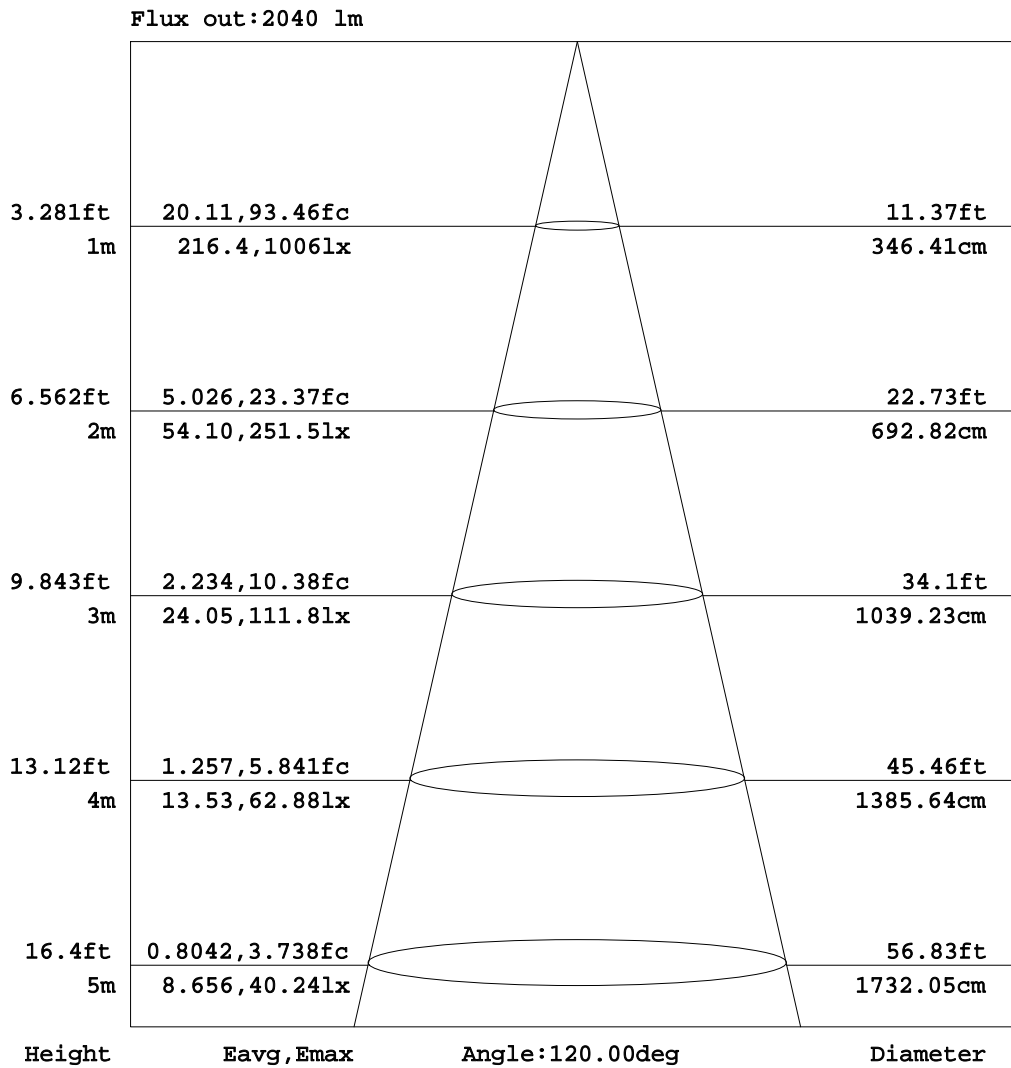 Flux out:2040 lm
3.281ft 20.11,93.46fc 11.37ft
1m 216.4,1006lx 346.41cm
6.562ft 5.026,23.37fc 22.73ft
2m 54.10,251.5lx 692.82cm
9.843ft 2.234,10.38fc 34.1ft
3m 24.05,111.8lx 1039.23cm
13.12ft 1.257,5.841fc 45.46ft
4m 13.53,62.88lx 1385.64cm
16.4ft 0.8042,3.738fc 56.83ft
5m 8.656,40.24lx 1732.05cm
Height Eavg,Emax Angle:120.00deg Diameter